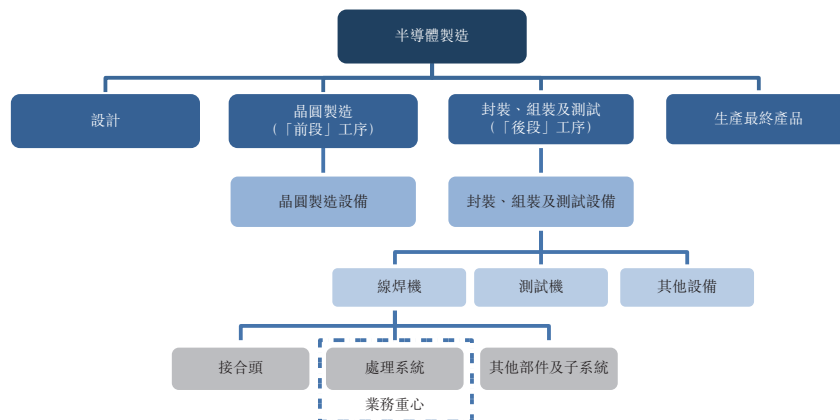 半導體製造
設計
晶圓製造
(「前段」工序)
封裝、組裝及測試
(「後段」工序)
生產最終產品
晶圓製造設備
封裝、組裝及測試設備
線焊機
測試機
其他設備
接合頭
處理系統
其他部件及子系統
業務重心